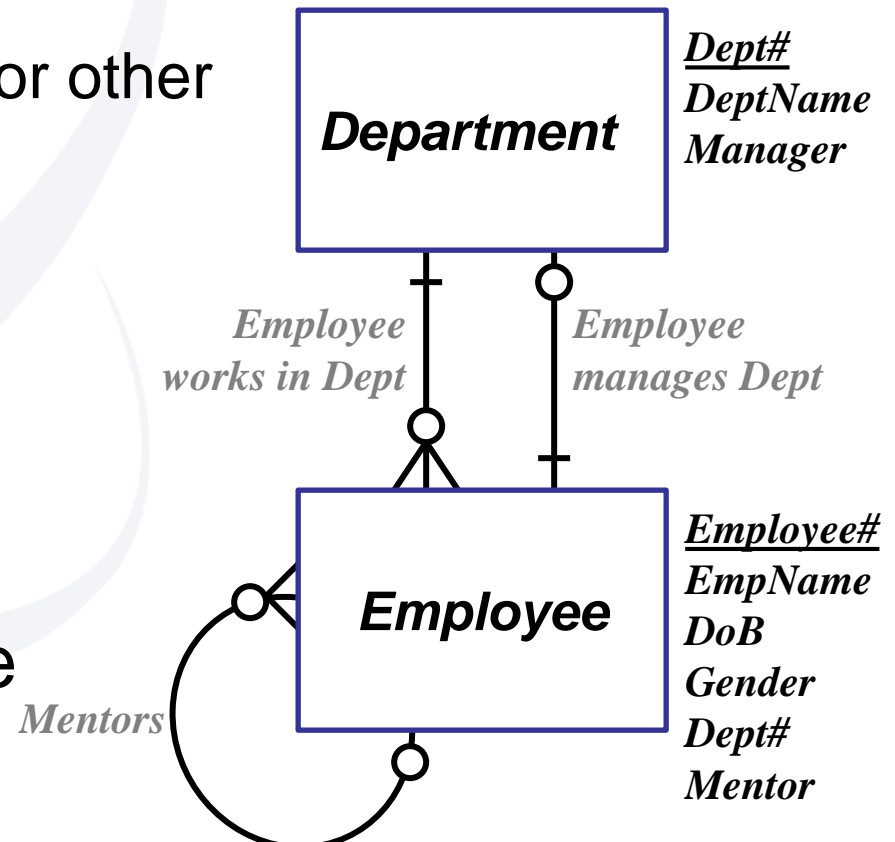 or other
Department
Dept#
DeptName
Manager
Employee
works in Dept
Employee
manages Dept
Employee
Employee#
EmpName
DoB
Gender
Dept#
Mentor
e
Mentors